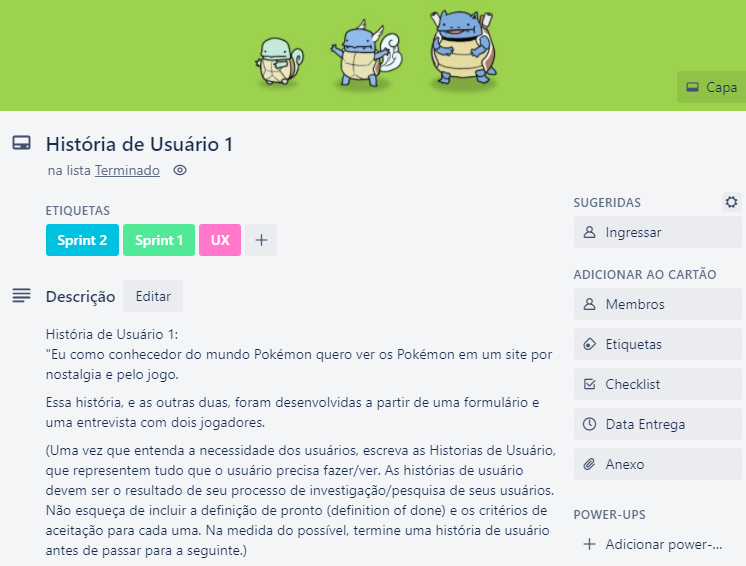 Capa
História de Usuário 1
na lista Terminado
ETIQUETAS
Sprint 2
Sprint 1
UX
Descrição
Editar
História de Usuário 1:
"Eu como conhecedor do mundo Pokémon quero ver os Pokémon em um site por
nostalgia e pelo jogo.
Essa história, e as outras duas, foram desenvolvidas a partir de uma formulário e
uma entrevista com dois jogadores.
(Uma vez que entenda a necessidade dos usuários, escreva as Historias de Usuário,
que representem tudo que o usuário precisa fazer/ver. As histórias de usuário
devem ser o resultado de seu processo de investigação/pesquisa de seus usuários.
Não esqueça de incluir a definição de pronto (definition of done) e os critérios de
aceitação para cada uma. Na medida do possível, termine uma história de usuário
antes de passar para a seguinte.)
SUGERIDAS
Ingressar
ADICIONAR AO CARTÃO
Membros
Etiquetas
Checklist
Data Entrega
Anexo
POWER-UPS
Adicionar power-...